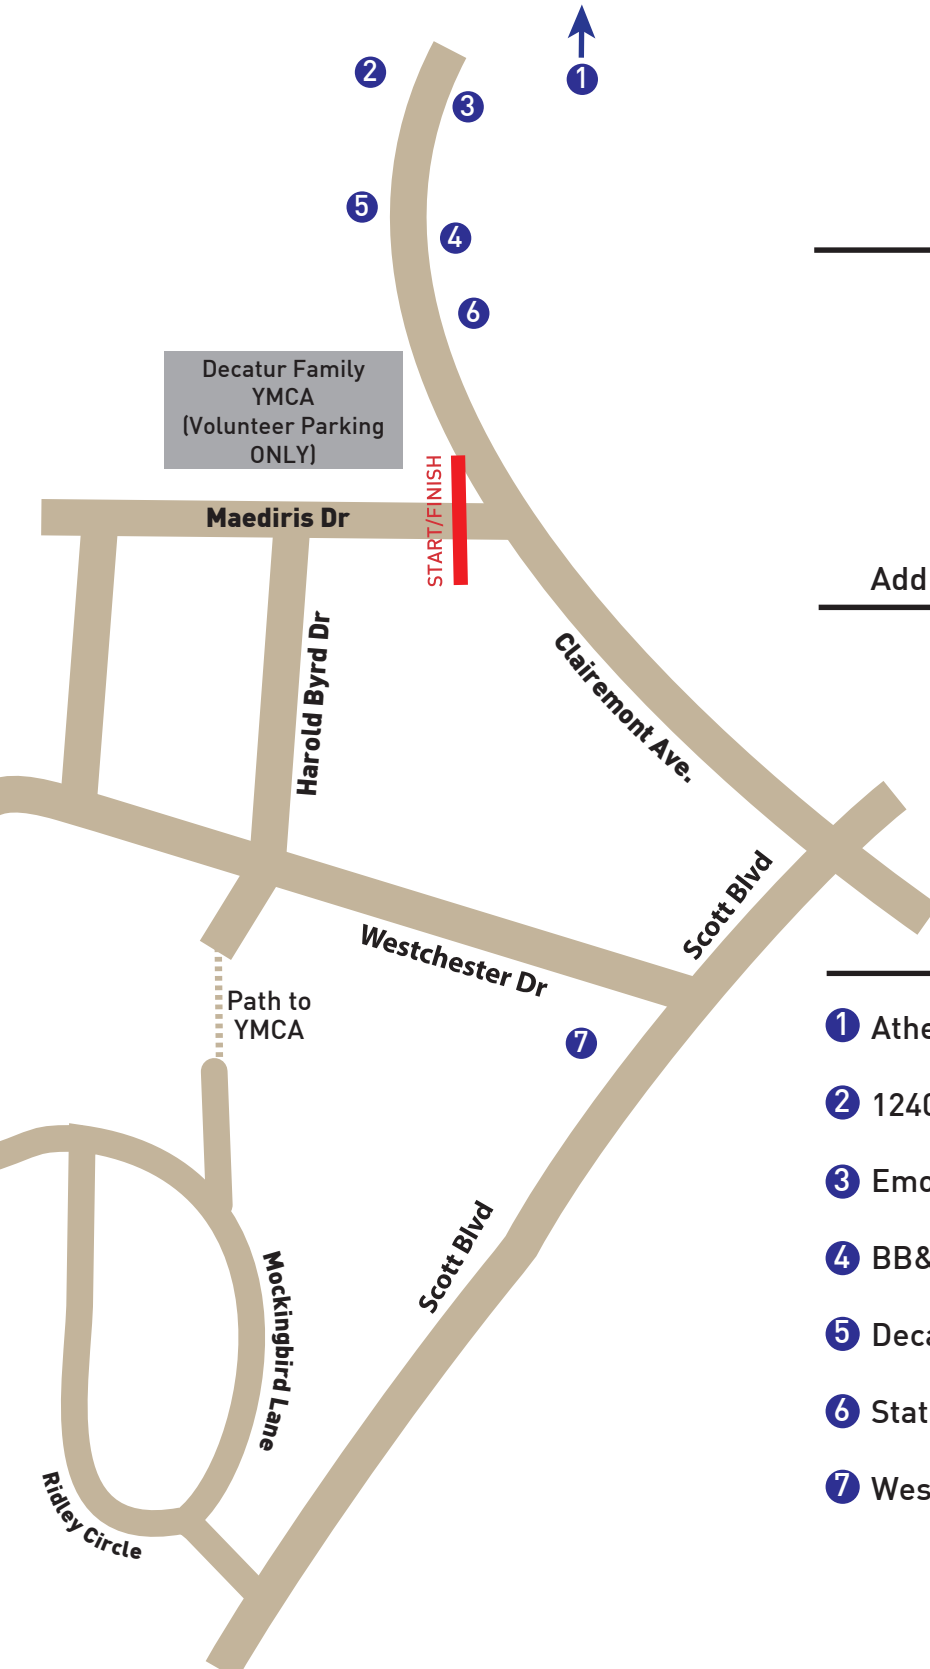 2
1
3
5
4
6
Decatur Family
YMCA
(Volunteer Parking
ONLY)
START/FINISH
Maediris Dr
Add
Harold Byrd Dr
Clairemont Ave.
Scott Blvd
Westchester Dr
Path to
YMCA
7
Scott Blvd
Mockingbird Lane
Ridley Circle
1 Athe
2 1240
3 Emo
4 BB&
5 Deca
6 Stat
7 Wes